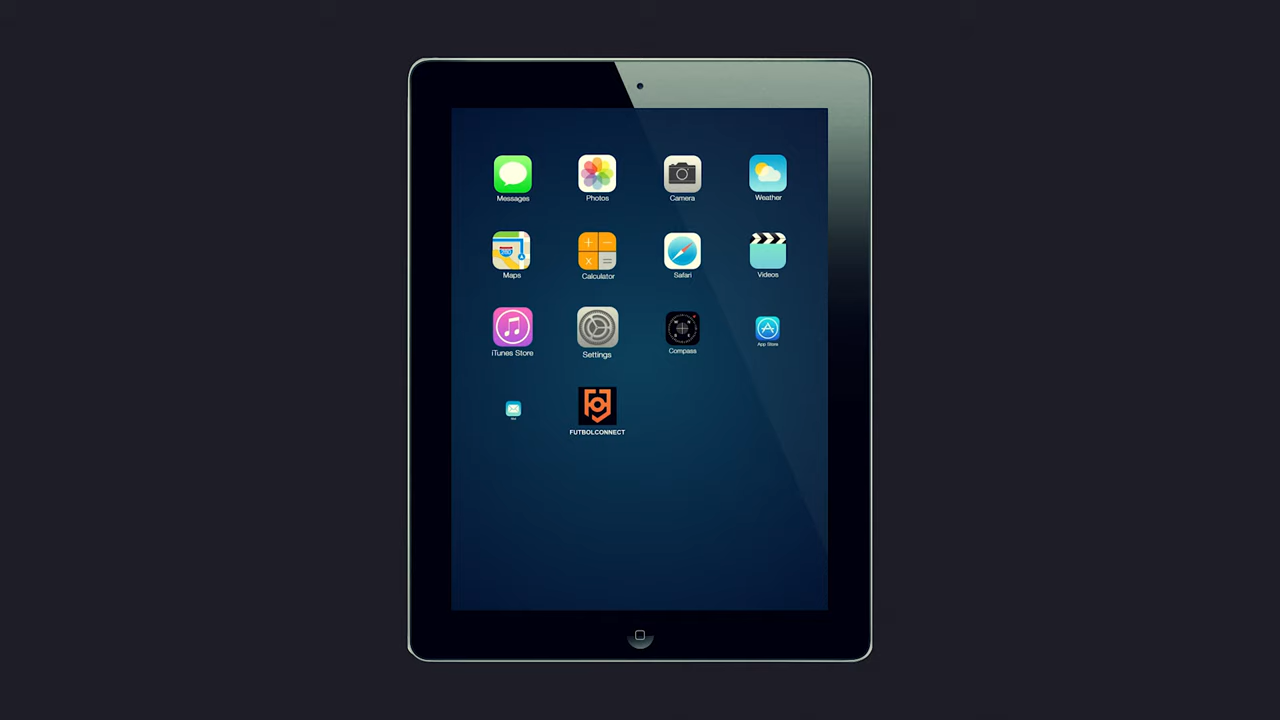 Messages
Photos
Camera
Weather
Maps
Calculator
Safari
Videos
iTunes Store
Settings
Compass
App Store
FUTBOLCONNECT